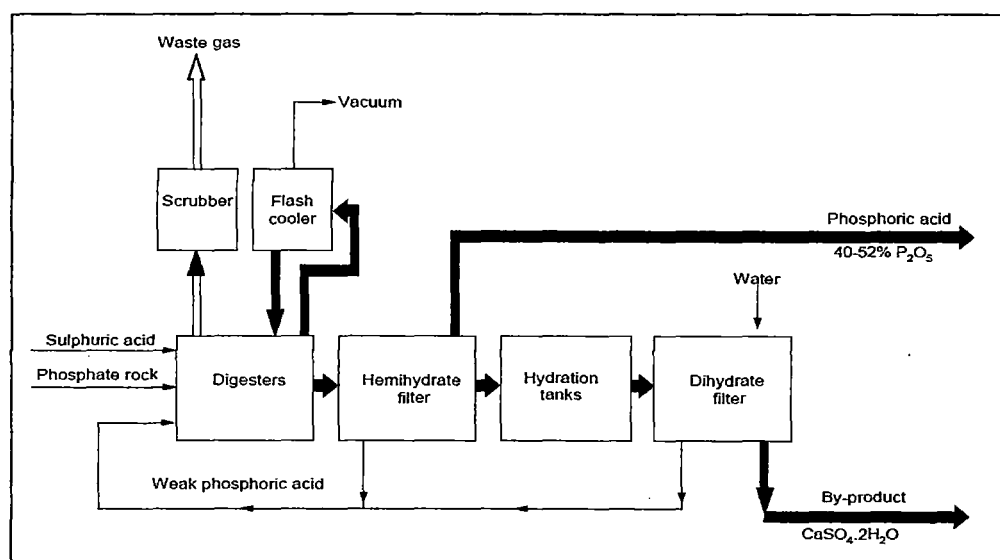 Waste gas
Vacuum
Scrubber
Flash
cooler
Phosphoric acid
40-52% P₂O₅
Water
Sulphuric acid
Phosphate rock
Digesters
Hemihydrate
filter
Hydration
tanks
Dihydrate
filter
Weak phosphoric acid
By-product
CaSO₄.2H₂O